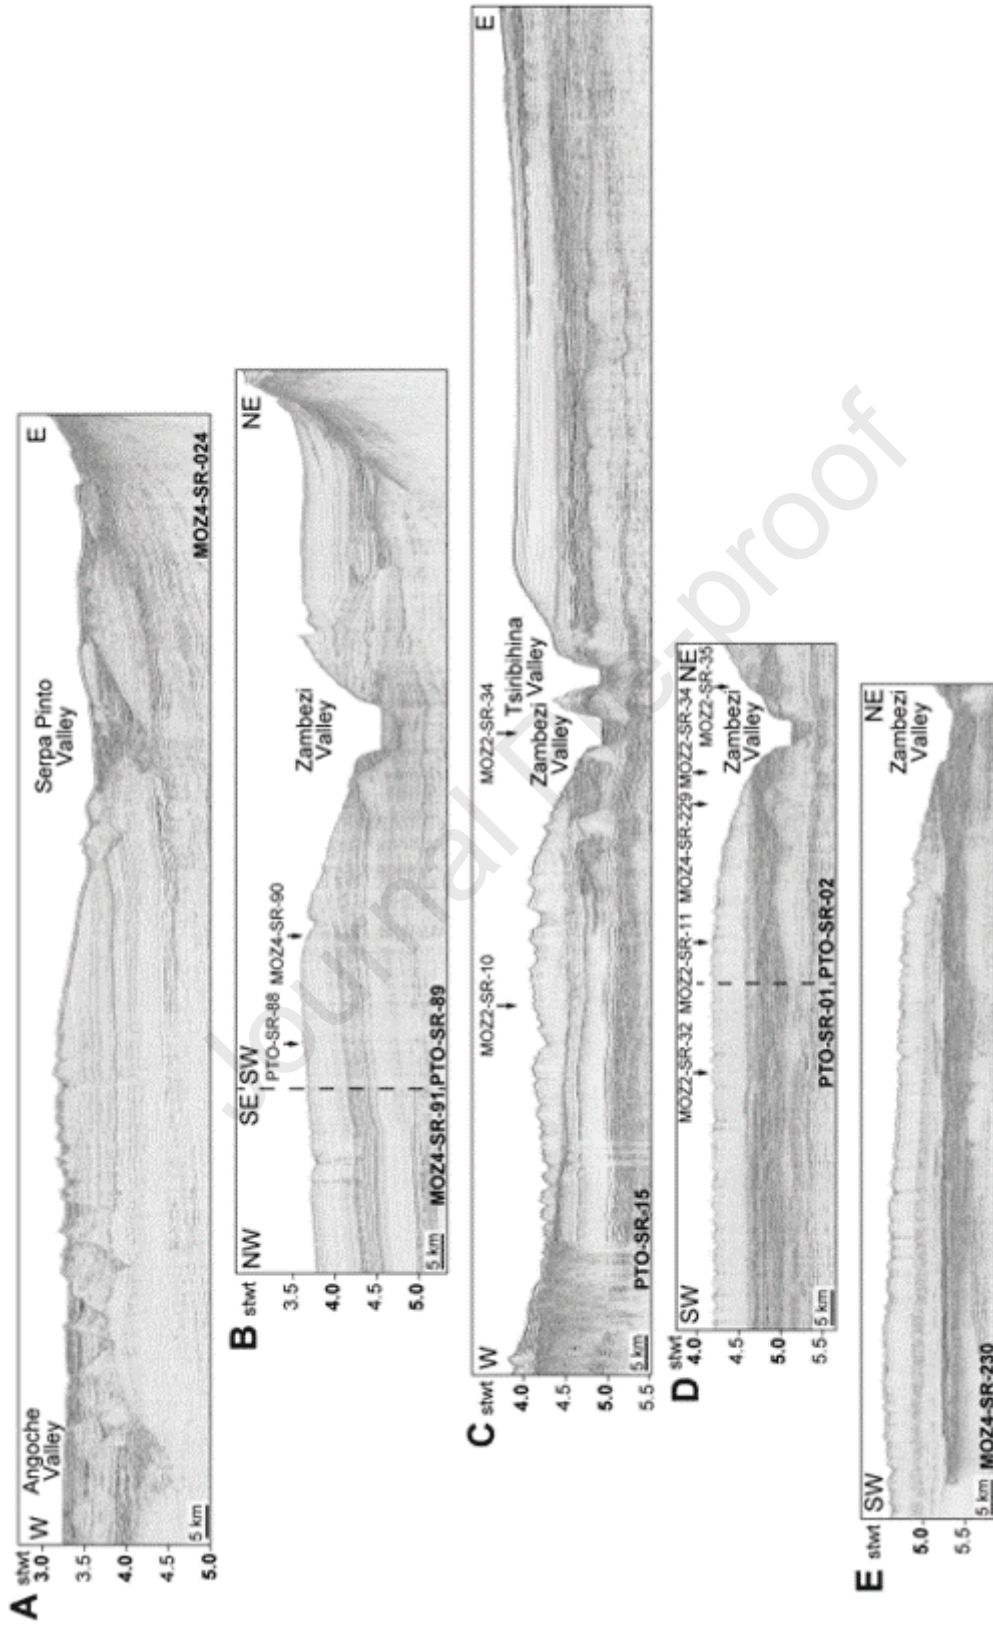 A
stwt
3.0
3.5
4.0
4.5
5.0
W
Angoche
Valley
Serpa Pinto
Valley
E
5 km
MOZ4-SR-024
B
stwt
3.5
4.0
4.5
5.0
NW
SE
SW
PTO-SR-88
MOZ4-SR-90
Zambezi
Valley
NE
5 km
MOZ4-SR-91,PTO-SR-89
C
stwt
4.0
4.5
5.0
5.5
W
MOZ2-SR-10
MOZ2-SR-34
Zambezi
Valley
Tsiribihina
Valley
E
5 km
PTO-SR-15
D
stwt
4.0
4.5
5.0
5.5
SW
MOZ2-SR-32
MOZ2-SR-11
MOZ4-SR-229
MOZ2-SR-34
MOZ2-SR-35
NE
Zambezi
Valley
5 km
PTO-SR-01,PTO-SR-02
E
stwt
5.0
5.5
SW
Zambezi
Valley
NE
5 km
MOZ4-SR-230
Journal Pre-proof